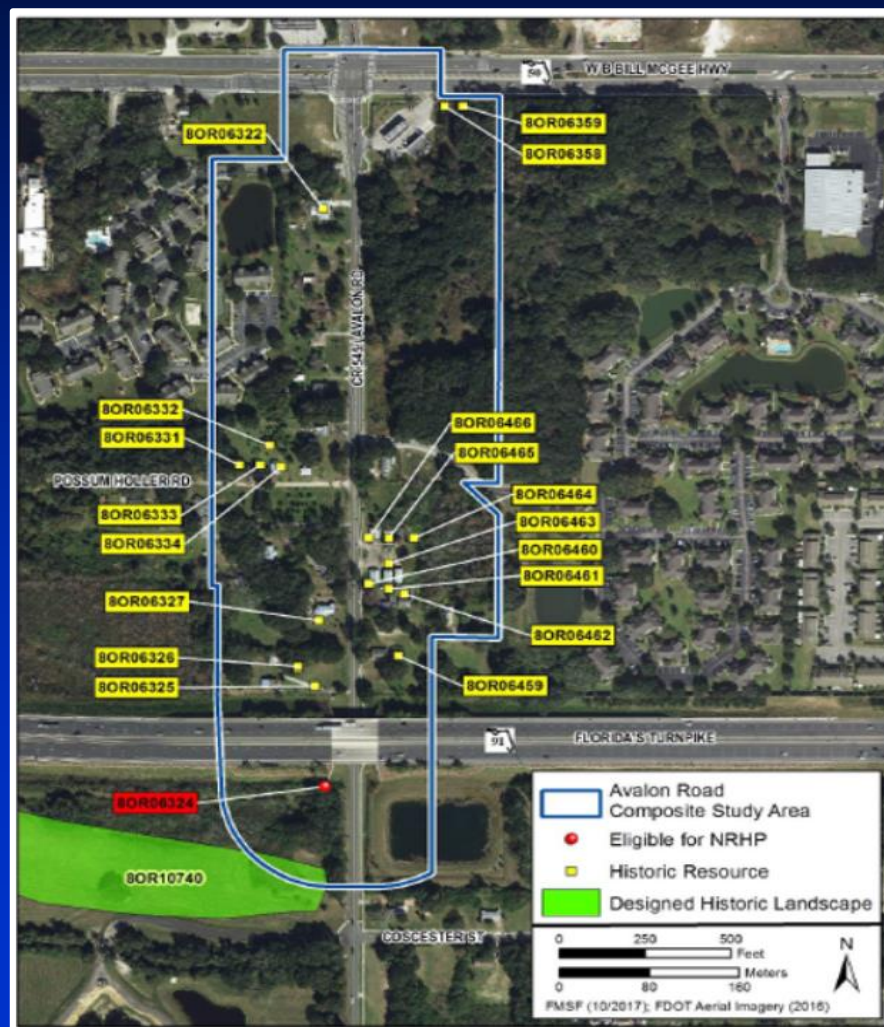 50
W B BILL MCGEE HWY
8OR06359
8OR06322
8OR06358
CR 545 | AVALON RD
8OR06332
8OR06466
8OR06331
8OR06465
POSSUM HOLLER RD
8OR06464
8OR06333
8OR06463
8OR06334
8OR06460
8OR06461
8OR06327
8OR06462
8OR06326
8OR06325
8OR06459
91
FLORIDA'S TURNPIKE
8OR06324
8OR10740
COSCESTER ST
Avalon Road
Composite Study Area
Eligible for NRHP
Historic Resource
Designed Historic Landscape
0 250 500
Feet
Meters
0 80 160
N
FMSF (10/2017); FDOT Aerial Imagery (2016)